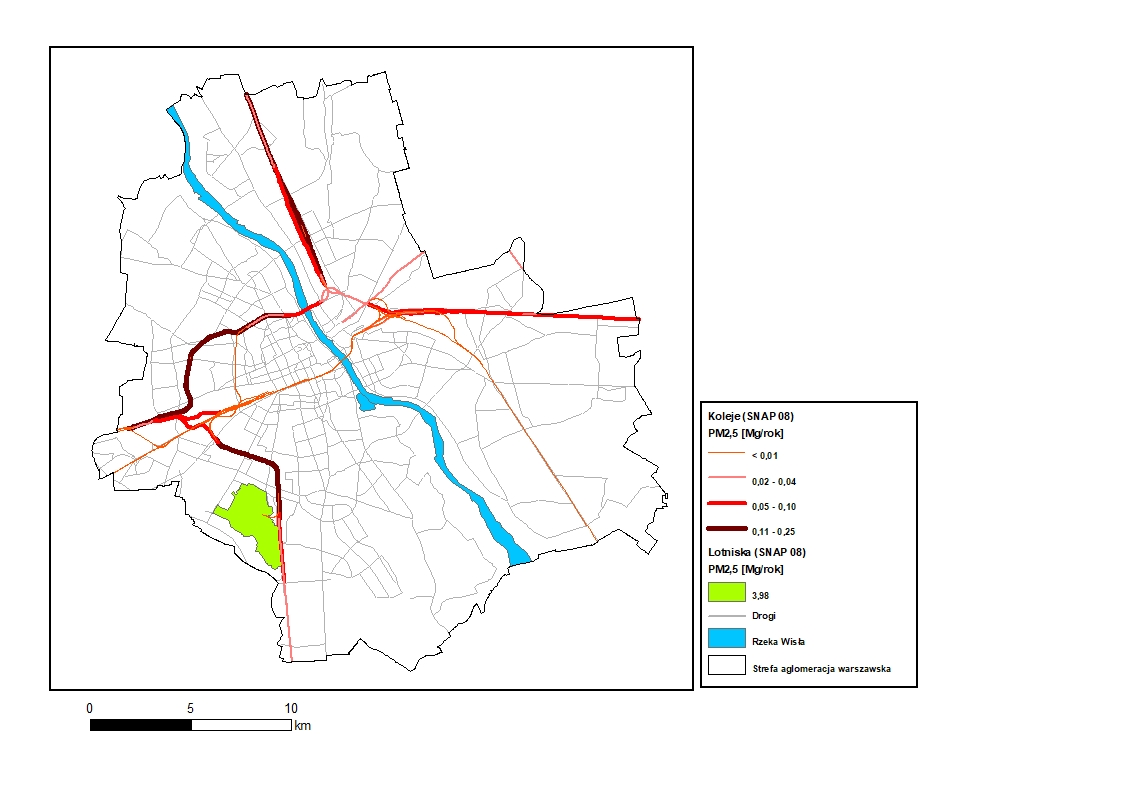 Koleje (SNAP 08)
PM2,5 [Mg/rok]
< 0,01
0,02 - 0,04
0,05 - 0,10
0,11 - 0,25
Lotniska (SNAP 08)
PM2,5 [Mg/rok]
3,98
Drogi
Rzeka Wisła
Strefa aglomeracja warszawska
0 5 10
km